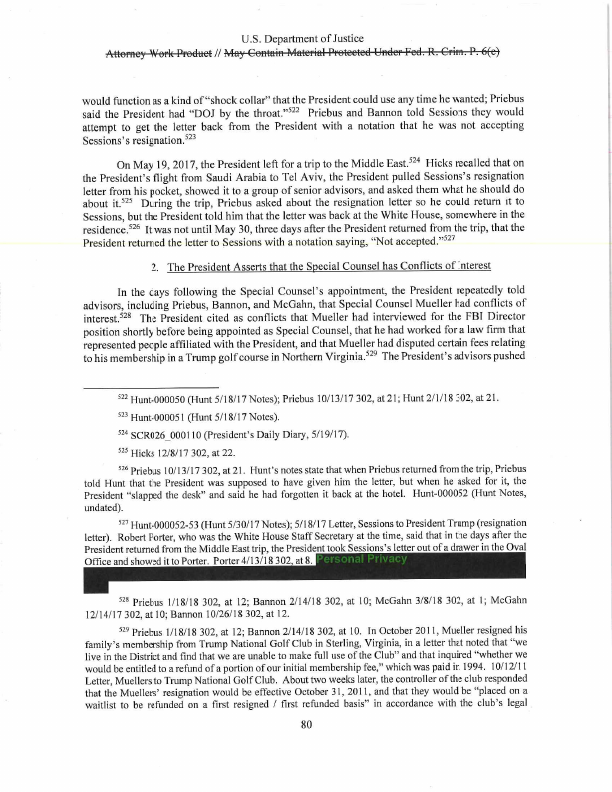 U.S. Department of Justice
Attorney Work Product // May Contain Material Protected Under Fed. R. Crim. P. 6(e)
would function as a kind of "shock collar" that the President could use any time he wanted; Priebus
said the President had "DOJ by the throat."522 Priebus and Bannon told Sessions they would
attempt to get the letter back from the President with a notation that he was not accepting
Sessions's resignation.523
On May 19, 2017, the President left for a trip to the Middle East.524 Hicks recalled that on
the President's flight from Saudi Arabia to Tel Aviv, the President pulled Sessions's resignation
letter from his pocket, showed it to a group of senior advisors, and asked them what he should do
about it.525 During the trip, Priebus asked about the resignation letter so he could return it to
Sessions, but the President told him that the letter was back at the White House, somewhere in the
residence.526 It was not until May 30, three days after the President returned from the trip, that the
President returned the letter to Sessions with a notation saying, "Not accepted."527
2. The President Asserts that the Special Counsel has Conflicts of Interest
In the days following the Special Counsel's appointment, the President repeatedly told
advisors, including Priebus, Bannon, and McGahn, that Special Counsel Mueller had conflicts of
interest.528 The President cited as conflicts that Mueller had interviewed for the FBI Director
position shortly before being appointed as Special Counsel, that he had worked for a law firm that
represented people affiliated with the President, and that Mueller had disputed certain fees relating
to his membership in a Trump golf course in Northern Virginia.529 The President's advisors pushed
522 Hunt-000050 (Hunt 5/18/17 Notes); Priebus 10/13/17 302, at 21; Hunt 2/1/18 302, at 21.
523 Hunt-000051 (Hunt 5/18/17 Notes).
524 SCR026_000110 (President's Daily Diary, 5/19/17).
525 Hicks 12/8/17 302, at 22.
526 Priebus 10/13/17 302, at 21. Hunt's notes state that when Priebus returned from the trip, Priebus
told Hunt that the President was supposed to have given him the letter, but when he asked for it, the
President "slapped the desk" and said he had forgotten it back at the hotel. Hunt-000052 (Hunt Notes,
undated).
527 Hunt-000052-53 (Hunt 5/30/17 Notes); 5/18/17 Letter, Sessions to President Trump (resignation
letter). Robert Porter, who was the White House Staff Secretary at the time, said that in the days after the
President returned from the Middle East trip, the President took Sessions's letter out of a drawer in the Oval
Office and showed it to Porter. Porter 4/13/18 302, at 8. Personal Privacy
528 Priebus 1/18/18 302, at 12; Bannon 2/14/18 302, at 10; McGahn 3/8/18 302, at 1; McGahn
12/14/17 302, at 10; Bannon 10/26/18 302, at 12.
529 Priebus 1/18/18 302, at 12; Bannon 2/14/18 302, at 10. In October 2011, Mueller resigned his
family's membership from Trump National Golf Club in Sterling, Virginia, in a letter that noted that "we
live in the District and find that we are unable to make full use of the Club" and that inquired "whether we
would be entitled to a refund of a portion of our initial membership fee," which was paid in 1994. 10/12/11
Letter, Muellers to Trump National Golf Club. About two weeks later, the controller of the club responded
that the Muellers' resignation would be effective October 31, 2011, and that they would be "placed on a
waitlist to be refunded on a first resigned / first refunded basis" in accordance with the club's legal
80